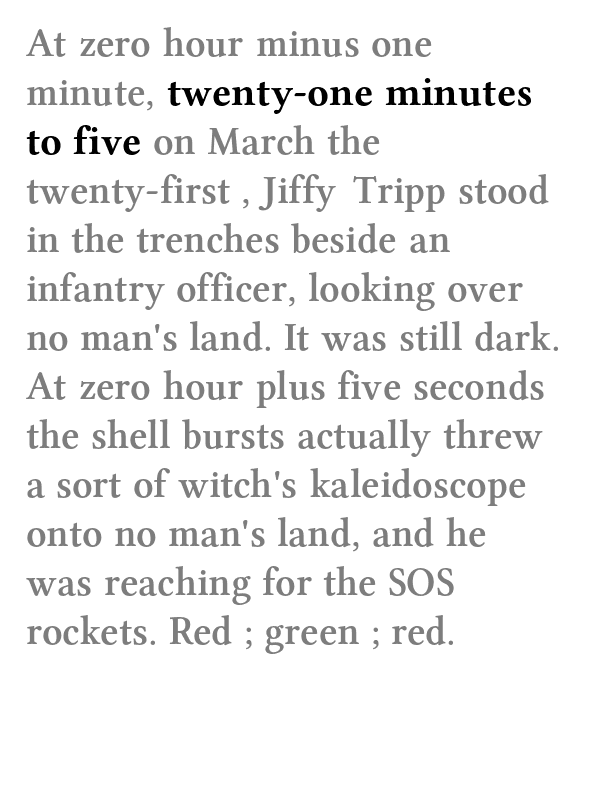 At zero hour minus one
minute, twenty-one minutes
to five on March the
twenty-first , Jiffy Tripp stood
in the trenches beside an
infantry officer, looking over
no man's land. It was still dark.
At zero hour plus five seconds
the shell bursts actually threw
a sort of witch's kaleidoscope
onto no man's land, and he
was reaching for the SOS
rockets. Red ; green ; red.